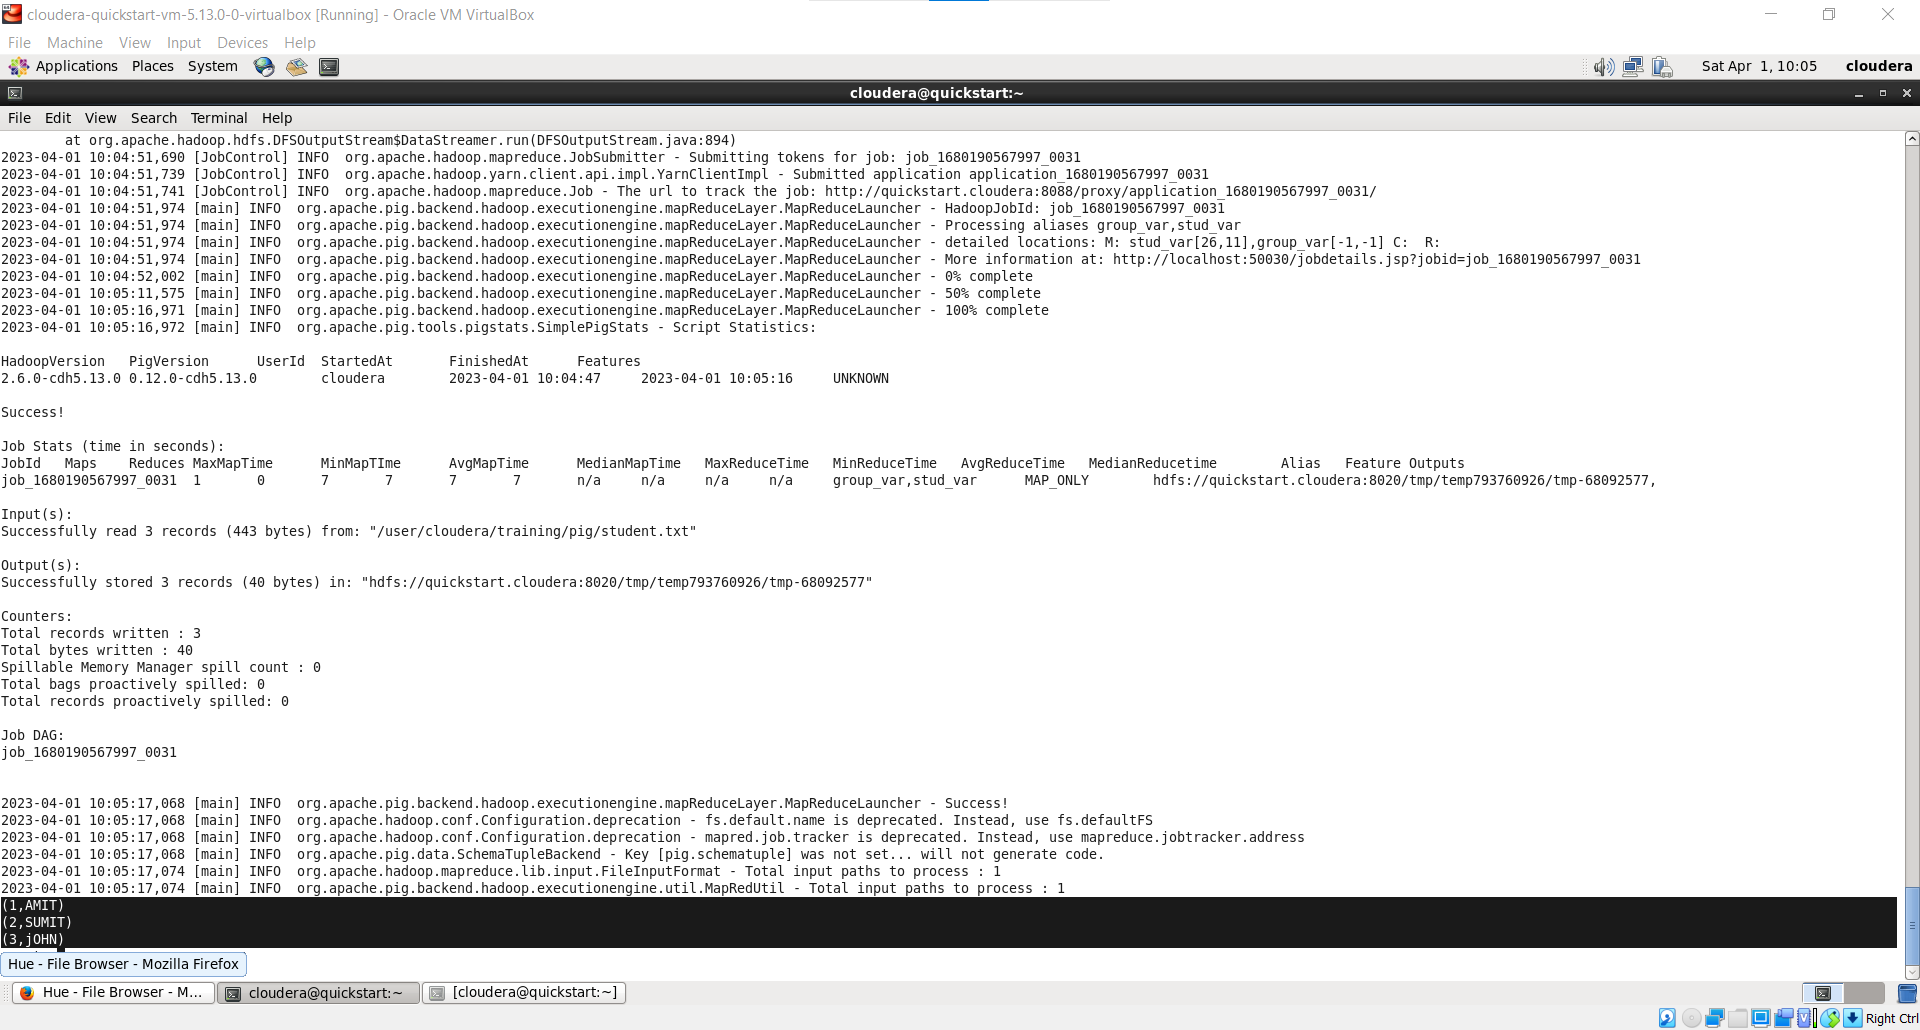 cloudera-quickstart-vm-5.13.0-0-virtualbox [Running] - Oracle VM VirtualBox
File Machine View Input Devices Help
Applications Places System Sat Apr 1, 10:05 cloudera
cloudera@quickstart:~
File Edit View Search Terminal Help
at org.apache.hadoop.hdfs.DFSOutputStream$DataStreamer.run(DFSOutputStream.java:894)
2023-04-01 10:04:51,690 [JobControl] INFO org.apache.hadoop.mapreduce.JobSubmitter - Submitting tokens for job: job_1680190567997_0031
2023-04-01 10:04:51,739 [JobControl] INFO org.apache.hadoop.yarn.client.api.impl.YarnClientImpl - Submitted application application_1680190567997_0031
2023-04-01 10:04:51,741 [JobControl] INFO org.apache.hadoop.mapreduce.Job - The url to track the job: http://quickstart.cloudera:8088/proxy/application_1680190567997_0031/
2023-04-01 10:04:51,974 [main] INFO org.apache.pig.backend.hadoop.executionengine.mapReduceLayer.MapReduceLauncher - HadoopJobId: job_1680190567997_0031
2023-04-01 10:04:51,974 [main] INFO org.apache.pig.backend.hadoop.executionengine.mapReduceLayer.MapReduceLauncher - Processing aliases group_var,stud_var
2023-04-01 10:04:51,974 [main] INFO org.apache.pig.backend.hadoop.executionengine.mapReduceLayer.MapReduceLauncher - detailed locations: M: stud_var[26,11],group_var[-1,-1] C: R:
2023-04-01 10:04:51,974 [main] INFO org.apache.pig.backend.hadoop.executionengine.mapReduceLayer.MapReduceLauncher - More information at: http://localhost:50030/jobdetails.jsp?jobid=job_1680190567997_0031
2023-04-01 10:04:52,002 [main] INFO org.apache.pig.backend.hadoop.executionengine.mapReduceLayer.MapReduceLauncher - 0% complete
2023-04-01 10:05:11,575 [main] INFO org.apache.pig.backend.hadoop.executionengine.mapReduceLayer.MapReduceLauncher - 50% complete
2023-04-01 10:05:16,971 [main] INFO org.apache.pig.backend.hadoop.executionengine.mapReduceLayer.MapReduceLauncher - 100% complete
2023-04-01 10:05:16,972 [main] INFO org.apache.pig.tools.pigstats.SimplePigStats - Script Statistics:
HadoopVersion PigVersion UserId StartedAt FinishedAt Features
2.6.0-cdh5.13.0 0.12.0-cdh5.13.0 cloudera 2023-04-01 10:04:47 2023-04-01 10:05:16 UNKNOWN
Success!
Job Stats (time in seconds):
JobId Maps Reduces MaxMapTime MinMapTIme AvgMapTime MedianMapTime MaxReduceTime MinReduceTime AvgReduceTime MedianReducetime Alias Feature Outputs
job_1680190567997_0031 1 0 7 7 7 7 n/a n/a n/a n/a group_var,stud_var MAP_ONLY hdfs://quickstart.cloudera:8020/tmp/temp793760926/tmp-68092577,
Input(s):
Successfully read 3 records (443 bytes) from: "/user/cloudera/training/pig/student.txt"
Output(s):
Successfully stored 3 records (40 bytes) in: "hdfs://quickstart.cloudera:8020/tmp/temp793760926/tmp-68092577"
Counters:
Total records written : 3
Total bytes written : 40
Spillable Memory Manager spill count : 0
Total bags proactively spilled: 0
Total records proactively spilled: 0
Job DAG:
job_1680190567997_0031
2023-04-01 10:05:17,068 [main] INFO org.apache.pig.backend.hadoop.executionengine.mapReduceLayer.MapReduceLauncher - Success!
2023-04-01 10:05:17,068 [main] INFO org.apache.hadoop.conf.Configuration.deprecation - fs.default.name is deprecated. Instead, use fs.defaultFS
2023-04-01 10:05:17,068 [main] INFO org.apache.hadoop.conf.Configuration.deprecation - mapred.job.tracker is deprecated. Instead, use mapreduce.jobtracker.address
2023-04-01 10:05:17,068 [main] INFO org.apache.pig.data.SchemaTupleBackend - Key [pig.schematuple] was not set... will not generate code.
2023-04-01 10:05:17,074 [main] INFO org.apache.hadoop.mapreduce.lib.input.FileInputFormat - Total input paths to process : 1
2023-04-01 10:05:17,074 [main] INFO org.apache.pig.backend.hadoop.executionengine.util.MapRedUtil - Total input paths to process : 1
(1,AMIT)
(2,SUMIT)
(3,jOHN)
Hue - File Browser - Mozilla Firefox
Hue - File Browser - M... cloudera@quickstart:~ [cloudera@quickstart:~]
Right Ctrl